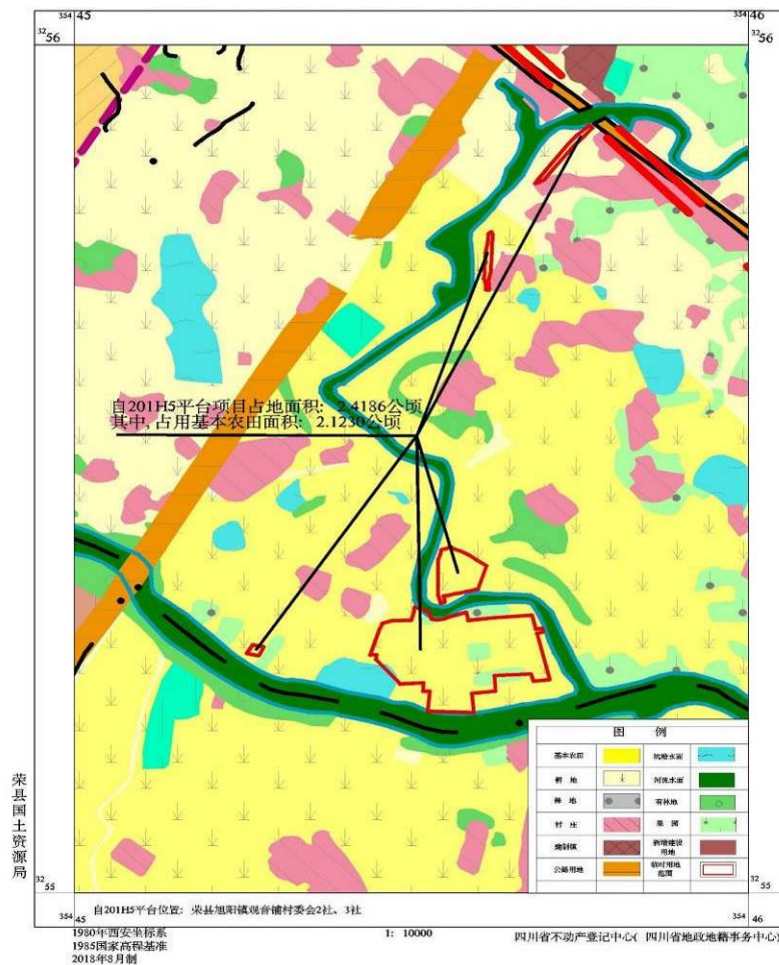 354 45
354 46
32 56
32 56
自201H5平台项目占地面积: 2.4186公顷
其中, 占用基本农田面积: 2.1230公顷
图 例
基本农田
坑塘水面
耕 地
河流水面
林 地
有林地
村 庄
果 园
建制镇
新增建设用地
公路用地
临时用地范围
荣县国土资源局
32 55
32 55
自201H5平台位置: 荣县旭阳镇观音铺村委会2社、3社
354 45
354 46
1980年西安坐标系
1985国家高程基准
2018年8月制
1: 10000
四川省不动产登记中心( 四川省地政地籍事务中心)